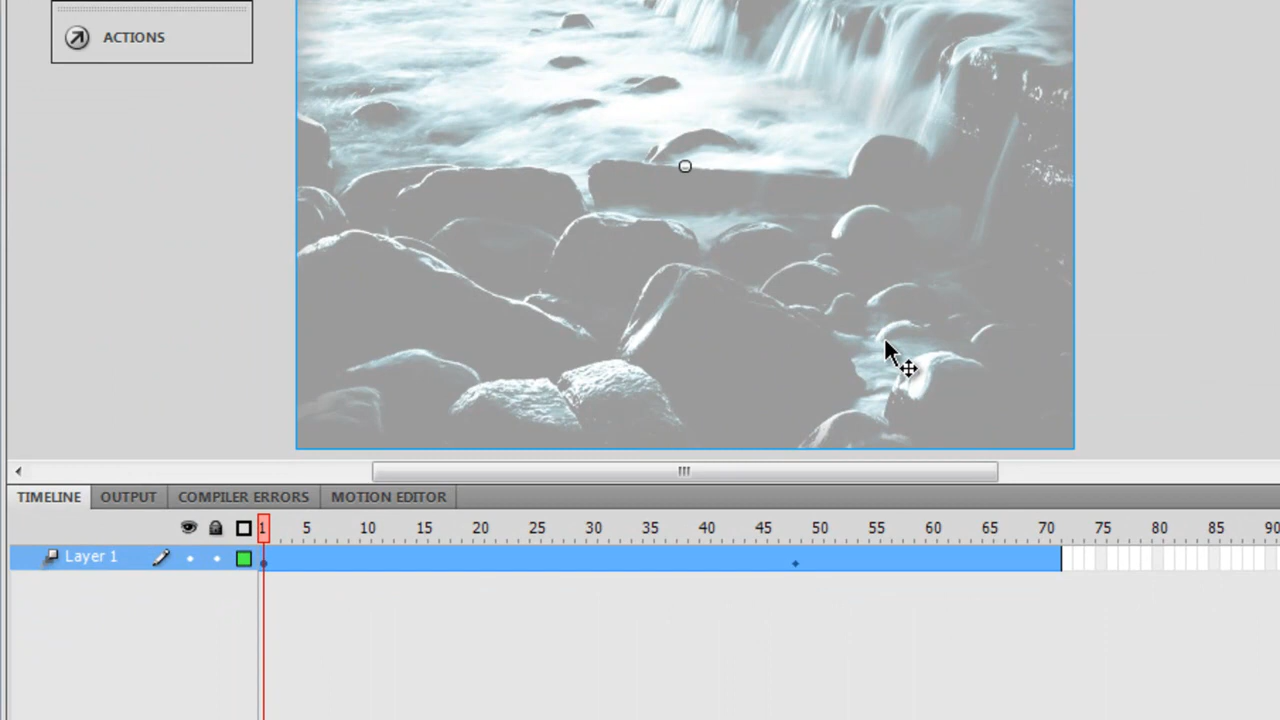 ACTIONS
TIMELINE OUTPUT COMPILER ERRORS MOTION EDITOR
1 5 10 15 20 25 30 35 40 45 50 55 60 65 70 75 80 85 90
Layer 1